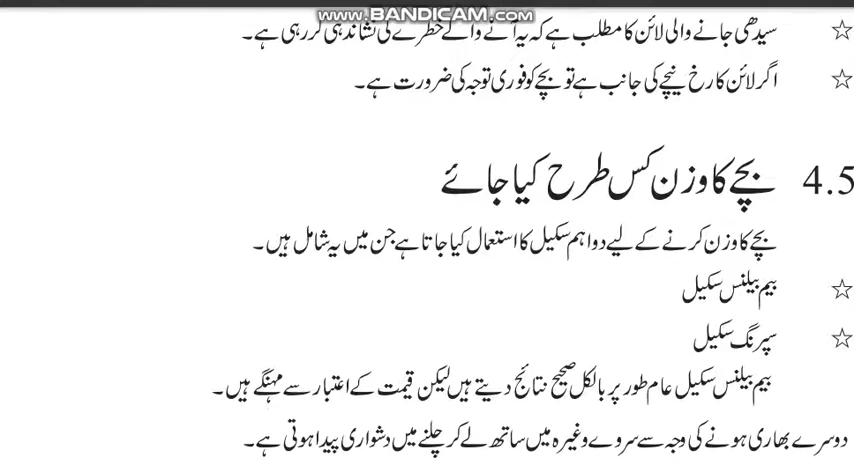 www.BANDICAM.com
☆ سیدھی جانے والی لائن کا مطلب ہے کہ یہ آنے والے خطرے کی نشاندہی کر رہی ہے۔
☆ اگر لائن کا رخ نیچے کی جانب ہے تو بچے کو فوری توجہ کی ضرورت ہے۔
4.5 بچے کا وزن کس طرح کیا جائے
بچے کا وزن کرنے کے لیے دو اہم سکیل کا استعمال کیا جاتا ہے جن میں یہ شامل ہیں۔
☆ بیم بیلنس سکیل
☆ سپرنگ سکیل
بیم بیلنس سکیل عام طور پر بالکل صحیح نتائج دیتے ہیں لیکن قیمت کے اعتبار سے مہنگے ہیں۔
دوسرے بھاری ہونے کی وجہ سے سروے وغیرہ میں ساتھ لے کر چلنے میں دشواری پیدا ہوتی ہے۔